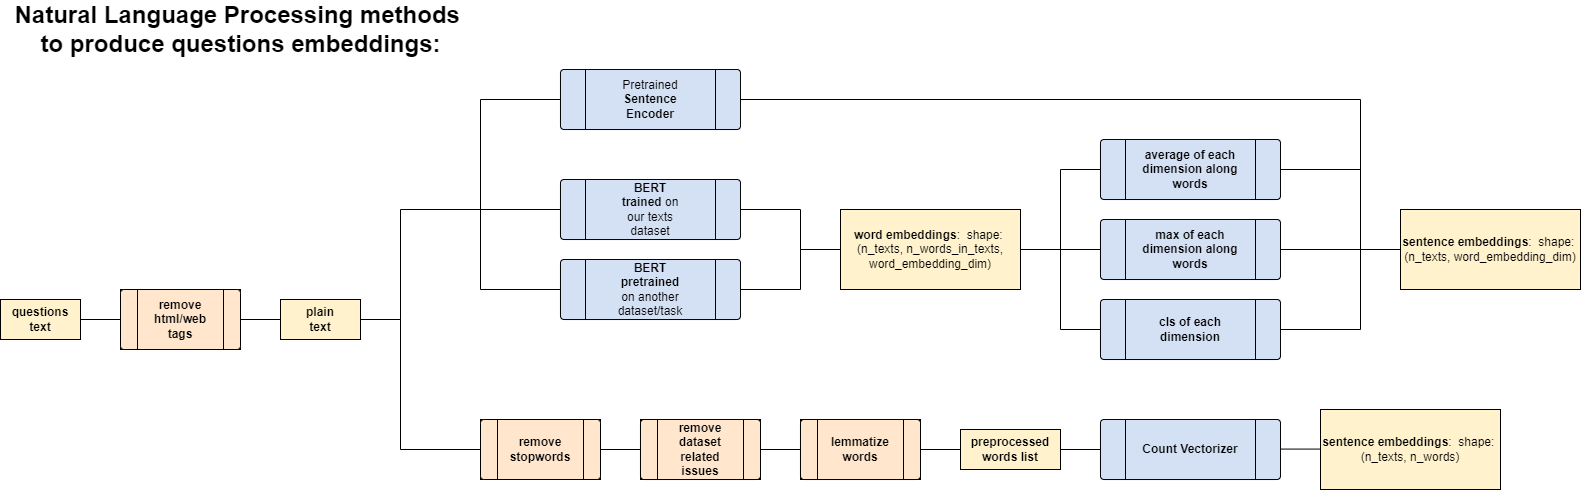 Natural Language Processing methods
to produce questions embeddings:
Pretrained
Sentence
Encoder
BERT
trained on
our texts
dataset
BERT
pretrained
on another
dataset/task
word embeddings:  shape:
(n_texts, n_words_in_texts,
word_embedding_dim)
average of each
dimension along
words
max of each
dimension along
words
cls of each
dimension
sentence embeddings:  shape:
(n_texts, word_embedding_dim)
questions
text
remove
html/web
tags
plain
text
remove
stopwords
remove
dataset
related
issues
lemmatize
words
preprocessed
words list
Count Vectorizer
sentence embeddings:  shape:
(n_texts, n_words)